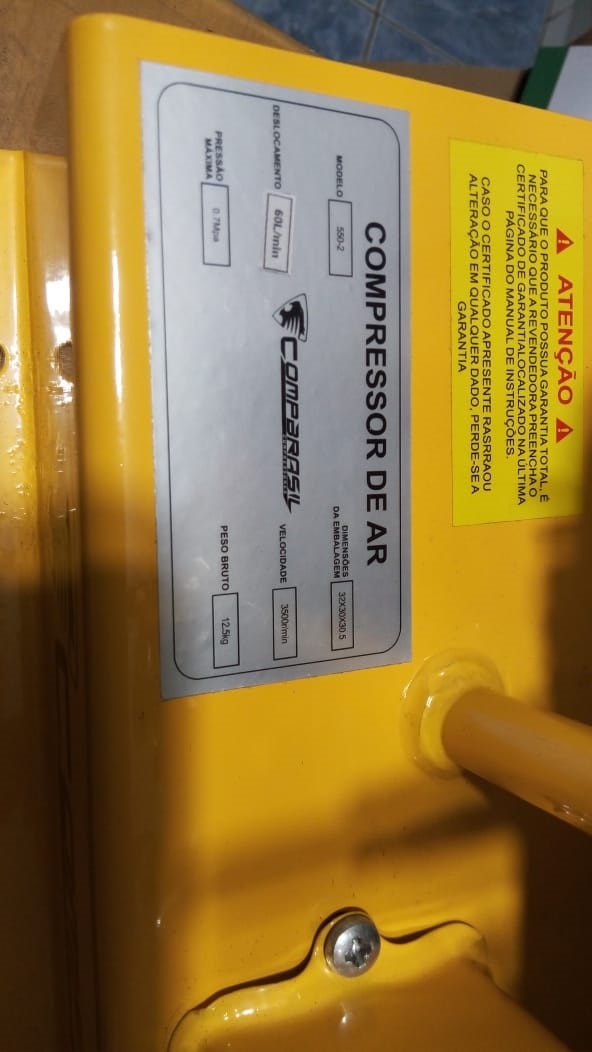 ATENÇÃO
PARA QUE O PRODUTO POSSUA GARANTIA TOTAL, É
NECESSÁRIO QUE A REVENDEDORA PREENCHA O
CERTIFICADO DE GARANTIA LOCALIZADO NA ÚLTIMA
PÁGINA DO MANUAL DE INSTRUÇÕES.
CASO O CERTIFICADO APRESENTE RASRRAOU
ALTERAÇÃO EM QUALQUER DADO, PERDE-SE A
GARANTIA
COMPRESSOR DE AR
MODELO 550-2
DIMENSÕES
DA EMBALAGEM 32X30X30.5
DESLOCAMENTO 60L/min
COMPARASIL
VELOCIDADE 3500r/min
PRESSÃO
MÁXIMA 0.7Mpa
PESO BRUTO 12.5kg